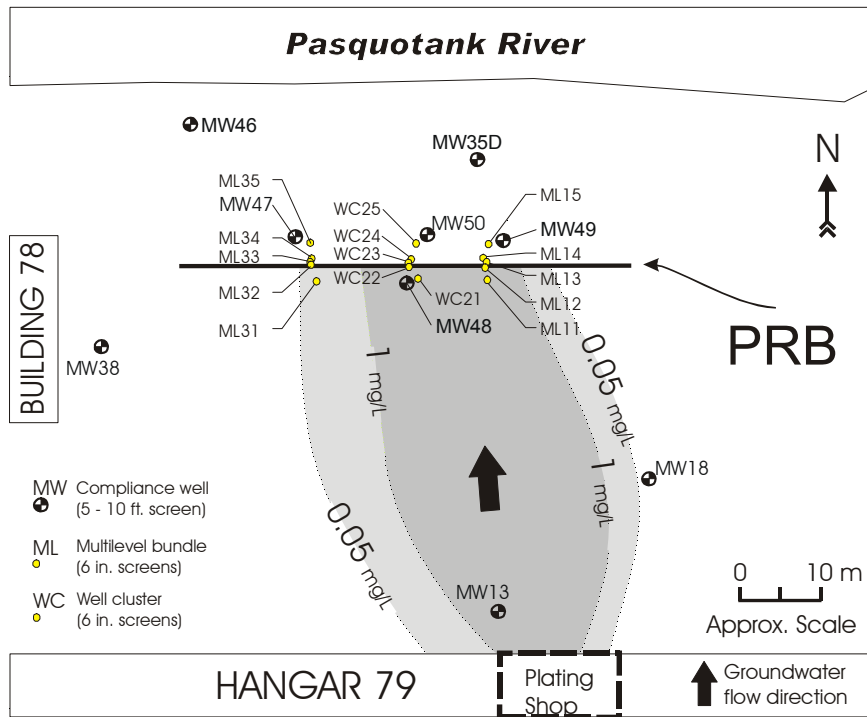 Pasquotank River
MW46
MW35D
N
ML35
MW47
ML34
ML33
ML32
ML31
WC25
WC24
WC23
WC22
MW50
ML15
MW49
ML14
ML13
ML12
ML11
WC21
MW48
PRB
BUILDING 78
MW38
0.05 mg/L
1 mg/L
1 mg/L
0.05 mg/L
MW18
MW13
MW Compliance well
(5 - 10 ft. screen)
ML Multilevel bundle
(6 in. screens)
WC Well cluster
(6 in. screens)
0 10 m
Approx. Scale
HANGAR 79
Plating
Shop
Groundwater
flow direction